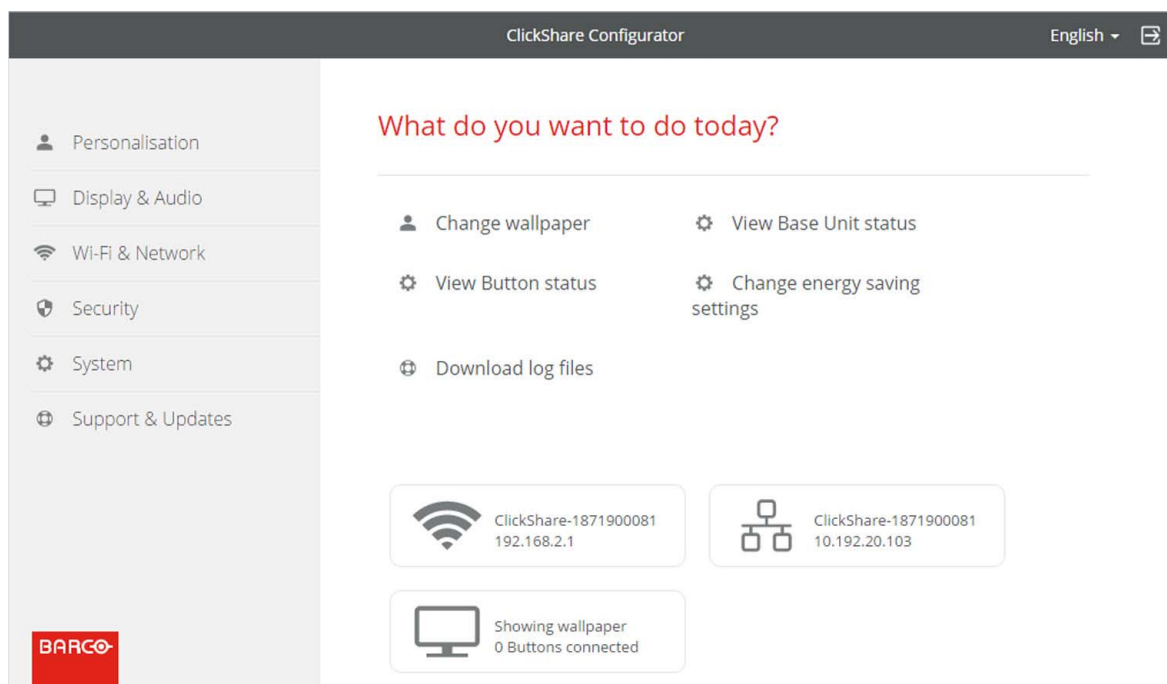 ClickShare Configurator
English
Personalisation
Display & Audio
Wi-Fi & Network
Security
System
Support & Updates
BARCO
What do you want to do today?
Change wallpaper
View Base Unit status
View Button status
Change energy saving
settings
Download log files
ClickShare-1871900081
192.168.2.1
ClickShare-1871900081
10.192.20.103
Showing wallpaper
0 Buttons connected